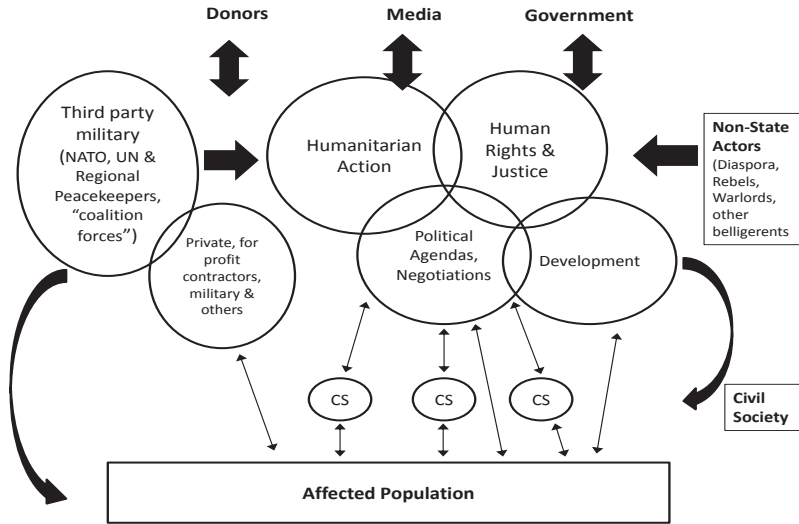 Donors
Media
Government
Third party
military
(NATO, UN &
Regional
Peacekeepers,
“coalition
forces”)
Private, for
profit
contractors,
military &
others
Humanitarian
Action
Human
Rights &
Justice
Political
Agendas,
Negotiations
Development
Non-State
Actors
(Diaspora,
Rebels,
Warlords,
other
belligerents
CS
CS
CS
Civil
Society
Affected Population